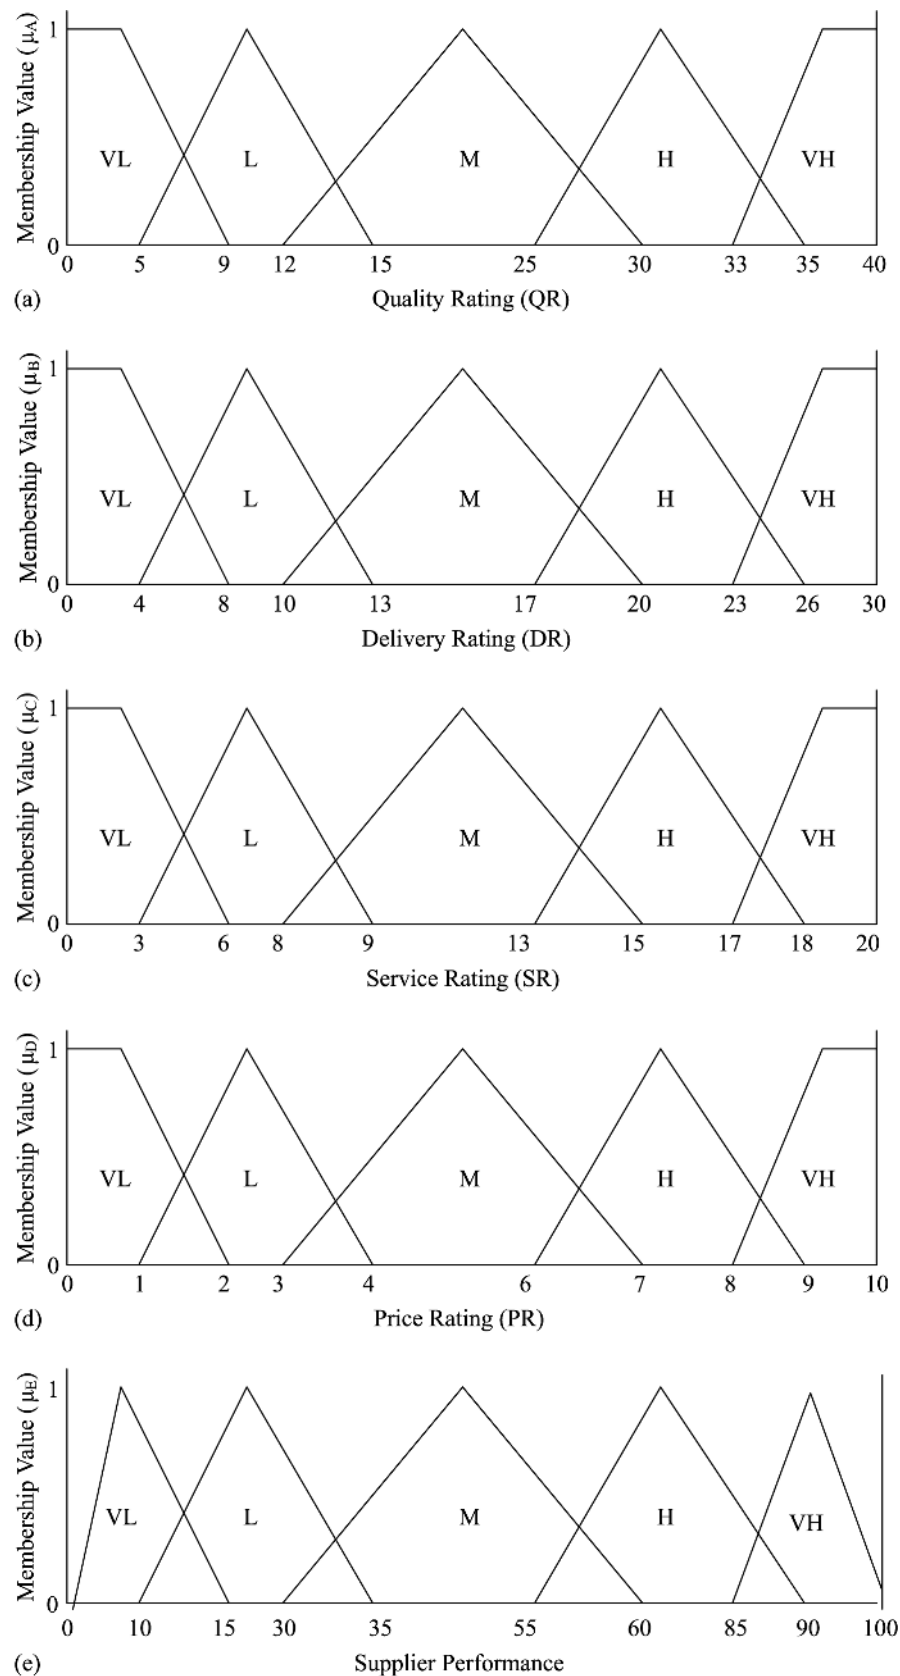 Membership Value (μA)
1
VL L M H VH
0
0 5 9 12 15 25 30 33 35 40
(a) Quality Rating (QR)
Membership Value (μB)
1
VL L M H VH
0
0 4 8 10 13 17 20 23 26 30
(b) Delivery Rating (DR)
Membership Value (μC)
1
VL L M H VH
0
0 3 6 8 9 13 15 17 18 20
(c) Service Rating (SR)
Membership Value (μD)
1
VL L M H VH
0
0 1 2 3 4 6 7 8 9 10
(d) Price Rating (PR)
Membership Value (μE)
1
VL L M H VH
0
0 10 15 30 35 55 60 85 90 100
(e) Supplier Performance